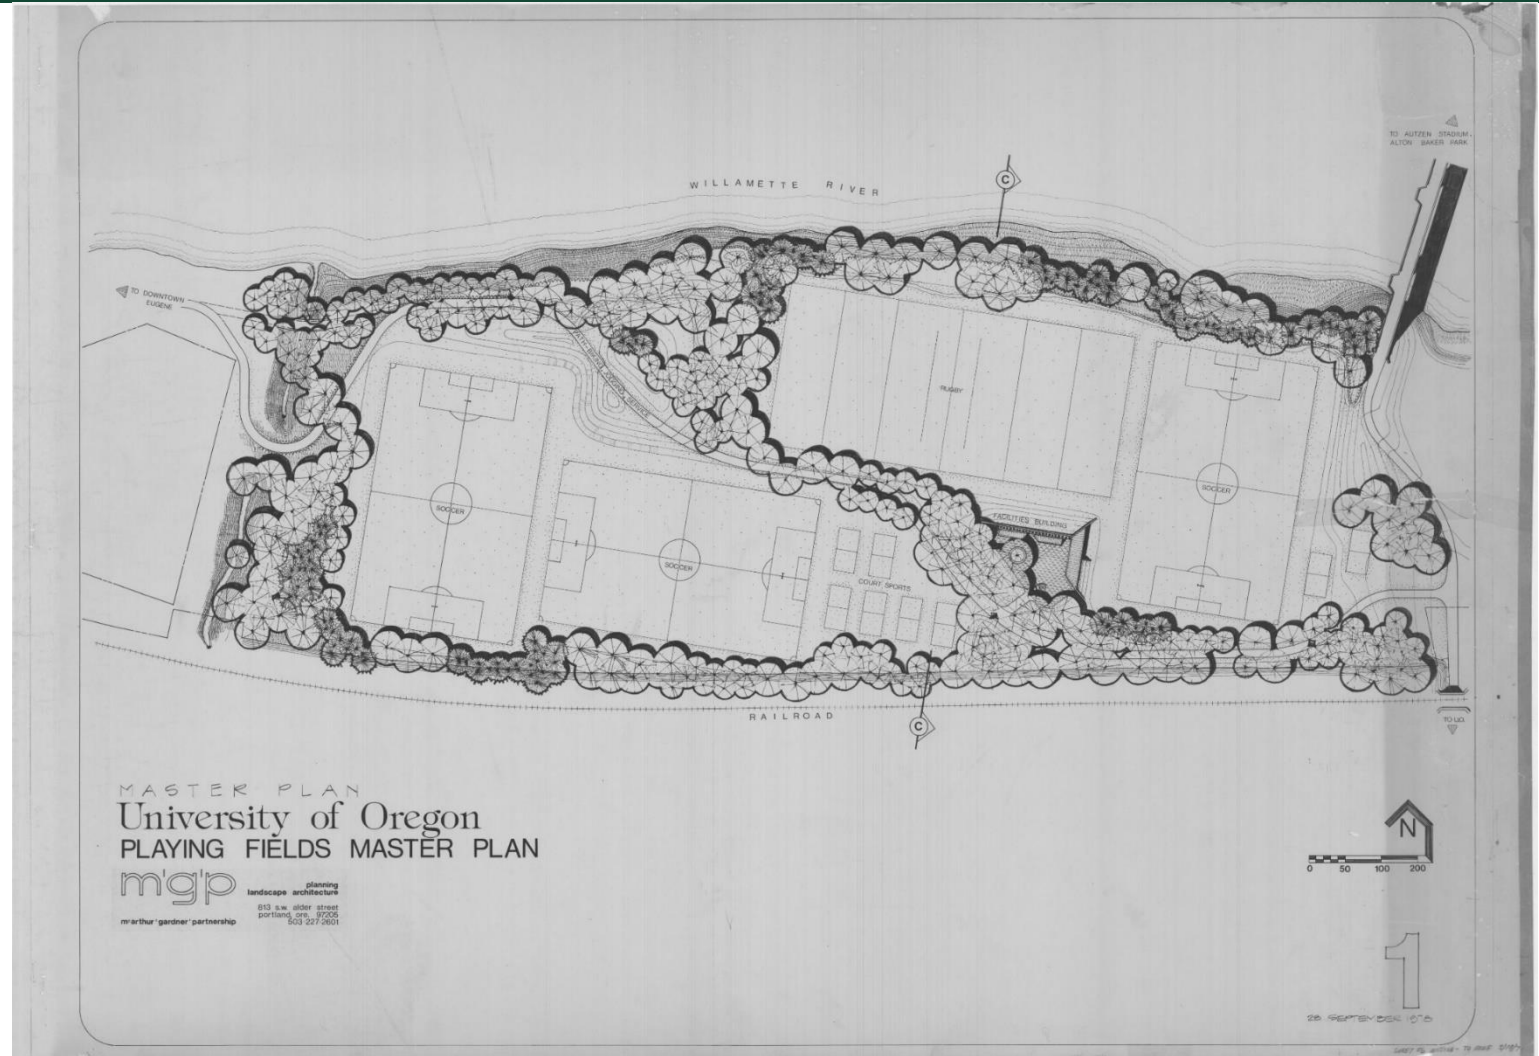 TO AUTZEN STADIUM,
ALTON BAKER PARK
C
WILLAMETTE RIVER
TO DOWNTOWN
EUGENE
RUGBY
SOCCER
SOCCER
FACILITIES BUILDING
SOCCER
COURT SPORTS
RAILROAD
C
TO U.O.
MASTER PLAN
University of Oregon
PLAYING FIELDS MASTER PLAN
m'g'p
planning
landscape architecture
813 s.w. alder street
portland, ore. 97205
503-227-2601
mcarthur'gardner'partnership
N
0 50 100 200
1
28 SEPTEMBER